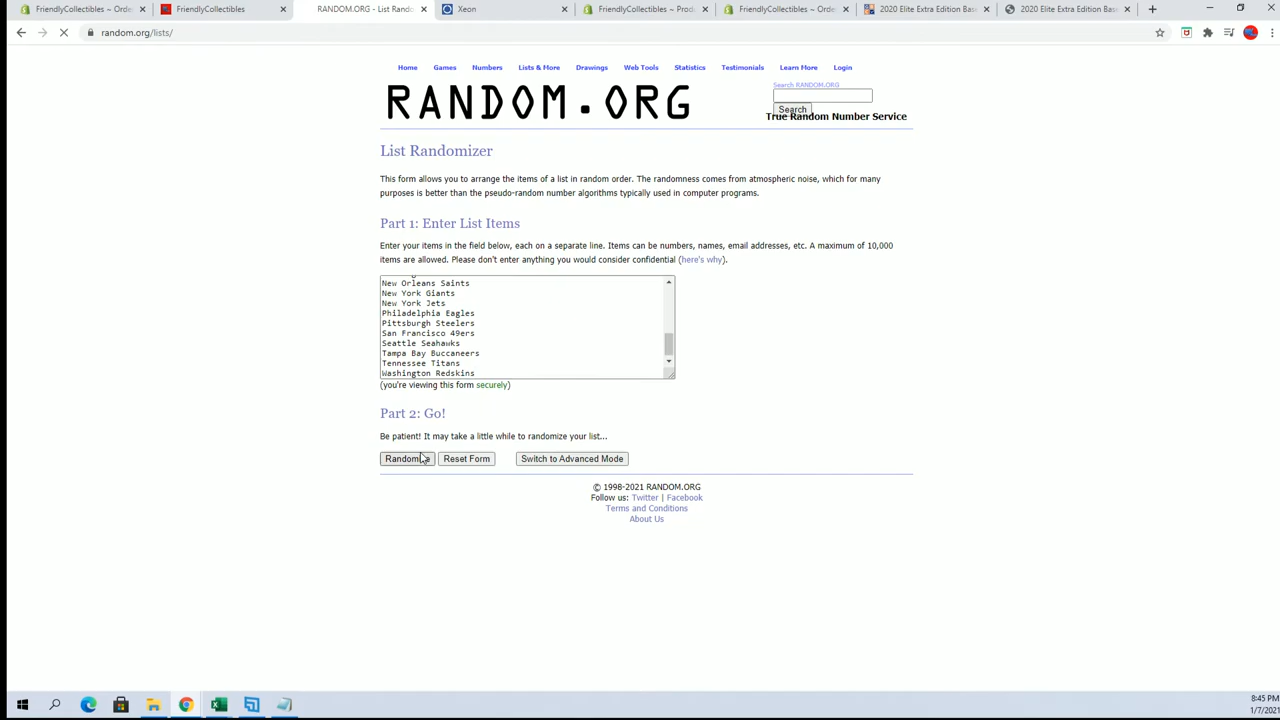 FriendlyCollectibles ~ Orde
FriendlyCollectibles
RANDOM.ORG - List Rando
Xeon
FriendlyCollectibles ~ Produ
FriendlyCollectibles ~ Orde
2020 Elite Extra Edition Base
2020 Elite Extra Edition Base
random.org/lists/
Home Games Numbers Lists & More Drawings Web Tools Statistics Testimonials Learn More Login
RANDOM.ORG
Search RANDOM.ORG
Search
True Random Number Service
List Randomizer
This form allows you to arrange the items of a list in random order. The randomness comes from atmospheric noise, which for many
purposes is better than the pseudo-random number algorithms typically used in computer programs.
Part 1: Enter List Items
Enter your items in the field below, each on a separate line. Items can be numbers, names, email addresses, etc. A maximum of 10,000
items are allowed. Please don't enter anything you would consider confidential (here's why).
New Orleans Saints
New York Giants
New York Jets
Philadelphia Eagles
Pittsburgh Steelers
San Francisco 49ers
Seattle Seahawks
Tampa Bay Buccaneers
Tennessee Titans
Washington Redskins
(you're viewing this form securely)
Part 2: Go!
Be patient! It may take a little while to randomize your list...
Randomize Reset Form Switch to Advanced Mode
© 1998-2021 RANDOM.ORG
Follow us: Twitter | Facebook
Terms and Conditions
About Us
8:45 PM
1/7/2021